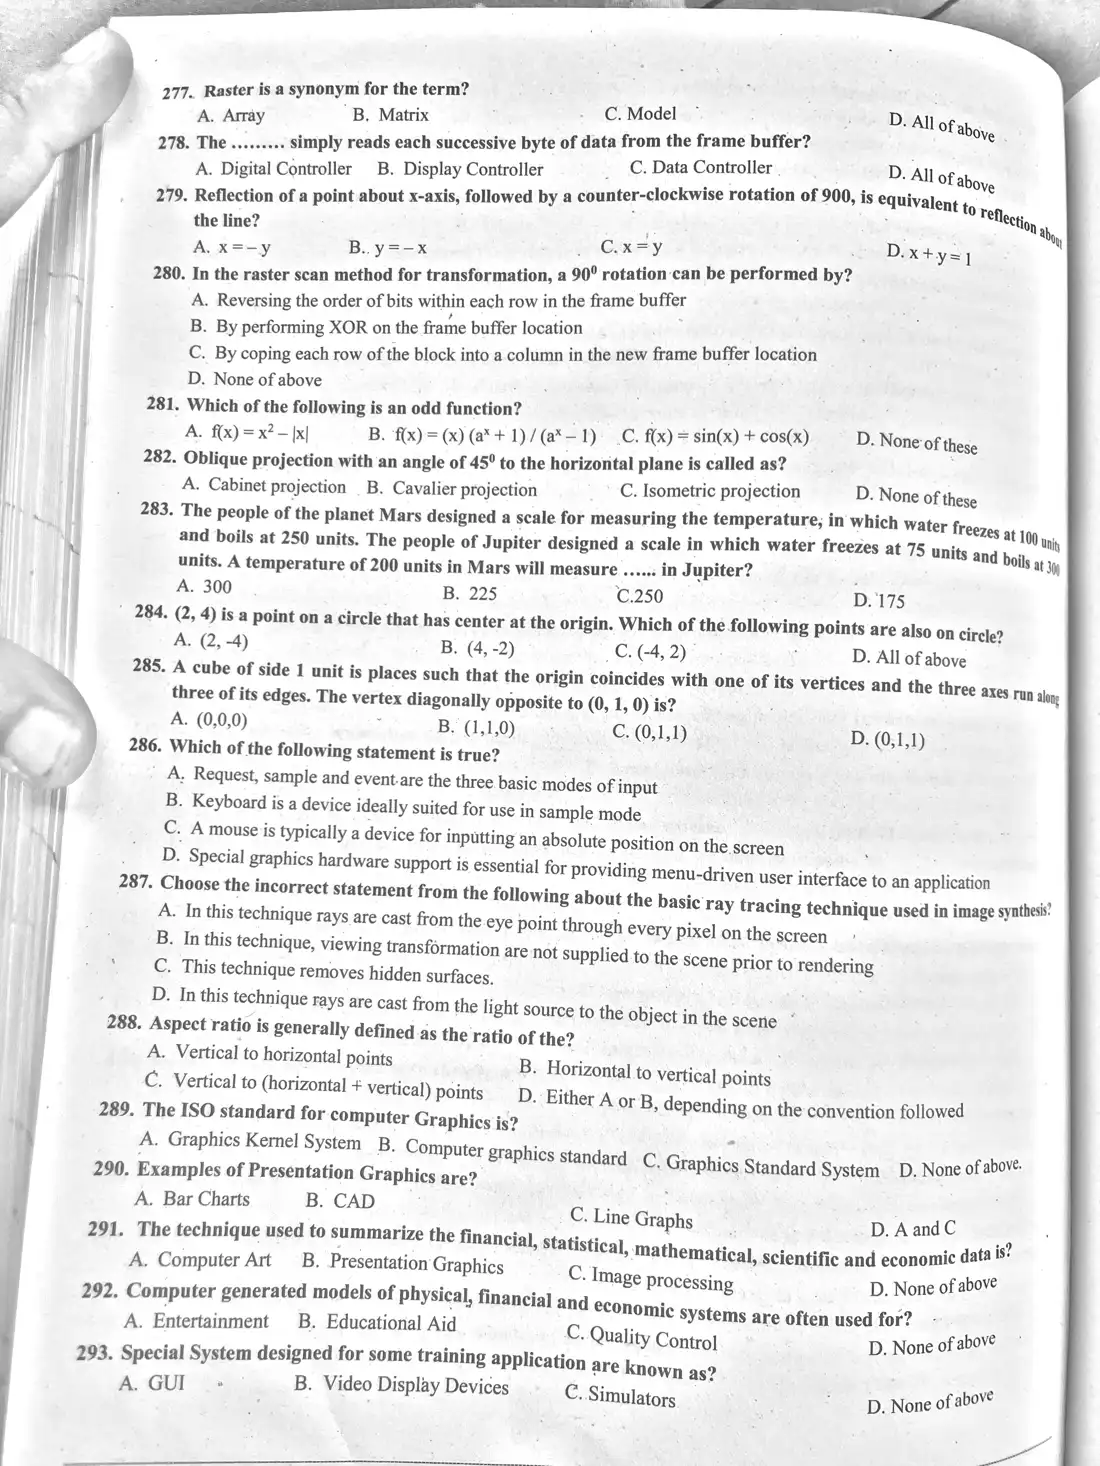 277. Raster is a synonym for the term?
A. Array B. Matrix C. Model D. All of above
278. The ......... simply reads each successive byte of data from the frame buffer?
A. Digital Controller B. Display Controller C. Data Controller D. All of above
279. Reflection of a point about x-axis, followed by a counter-clockwise rotation of 900, is equivalent to reflection about
the line?
A. x = – y B. y = – x C. x = y D. x + y = 1
280. In the raster scan method for transformation, a 90⁰ rotation can be performed by?
A. Reversing the order of bits within each row in the frame buffer
B. By performing XOR on the frame buffer location
C. By coping each row of the block into a column in the new frame buffer location
D. None of above
281. Which of the following is an odd function?
A. f(x) = x² – |x| B. f(x) = (x) (aˣ + 1) / (aˣ – 1) C. f(x) = sin(x) + cos(x) D. None of these
282. Oblique projection with an angle of 45⁰ to the horizontal plane is called as?
A. Cabinet projection B. Cavalier projection C. Isometric projection D. None of these
283. The people of the planet Mars designed a scale for measuring the temperature, in which water freezes at 100 units
and boils at 250 units. The people of Jupiter designed a scale in which water freezes at 75 units and boils at 300
units. A temperature of 200 units in Mars will measure ...... in Jupiter?
A. 300 B. 225 C.250 D. 175
284. (2, 4) is a point on a circle that has center at the origin. Which of the following points are also on circle?
A. (2, -4) B. (4, -2) C. (-4, 2) D. All of above
285. A cube of side 1 unit is places such that the origin coincides with one of its vertices and the three axes run along
three of its edges. The vertex diagonally opposite to (0, 1, 0) is?
A. (0,0,0) B. (1,1,0) C. (0,1,1) D. (0,1,1)
286. Which of the following statement is true?
A. Request, sample and event are the three basic modes of input
B. Keyboard is a device ideally suited for use in sample mode
C. A mouse is typically a device for inputting an absolute position on the screen
D. Special graphics hardware support is essential for providing menu-driven user interface to an application
287. Choose the incorrect statement from the following about the basic ray tracing technique used in image synthesis?
A. In this technique rays are cast from the eye point through every pixel on the screen
B. In this technique, viewing transformation are not supplied to the scene prior to rendering
C. This technique removes hidden surfaces.
D. In this technique rays are cast from the light source to the object in the scene
288. Aspect ratio is generally defined as the ratio of the?
A. Vertical to horizontal points B. Horizontal to vertical points
C. Vertical to (horizontal + vertical) points D. Either A or B, depending on the convention followed
289. The ISO standard for computer Graphics is?
A. Graphics Kernel System B. Computer graphics standard C. Graphics Standard System D. None of above.
290. Examples of Presentation Graphics are?
A. Bar Charts B. CAD C. Line Graphs D. A and C
291. The technique used to summarize the financial, statistical, mathematical, scientific and economic data is?
A. Computer Art B. Presentation Graphics C. Image processing D. None of above
292. Computer generated models of physical, financial and economic systems are often used for?
A. Entertainment B. Educational Aid C. Quality Control D. None of above
293. Special System designed for some training application are known as?
A. GUI B. Video Display Devices C. Simulators D. None of above